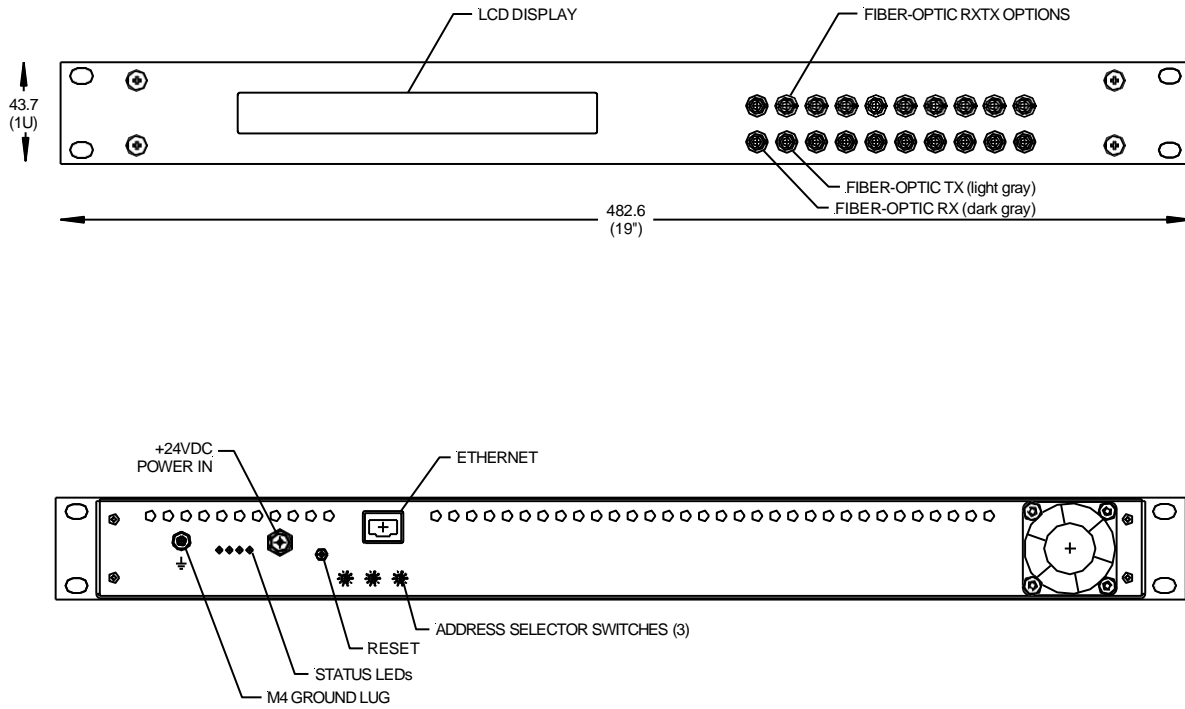 LCD DISPLAY
FIBER-OPTIC RXTX OPTIONS
43.7
(1U)
FIBER-OPTIC TX (light gray)
FIBER-OPTIC RX (dark gray)
482.6
(19")
+24VDC
POWER IN
ETHERNET
ADDRESS SELECTOR SWITCHES (3)
RESET
STATUS LEDs
M4 GROUND LUG